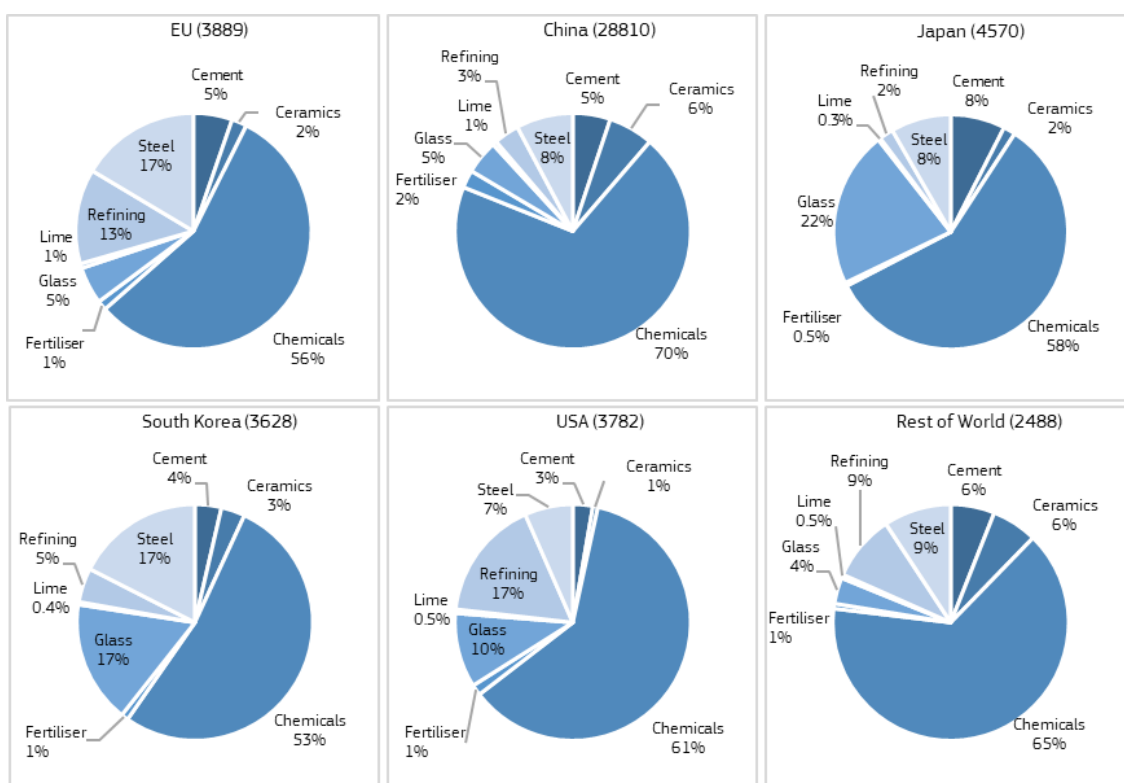 EU (3889)
Cement
5%
Ceramics
2%
Steel
17%
Refining
13%
Lime
1%
Glass
5%
Fertiliser
1%
Chemicals
56%
China (28810)
Refining
3%
Cement
5%
Ceramics
6%
Lime
1%
Steel
8%
Glass
5%
Fertiliser
2%
Chemicals
70%
Japan (4570)
Refining
2%
Cement
8%
Ceramics
2%
Lime
0.3%
Steel
8%
Glass
22%
Fertiliser
0.5%
Chemicals
58%
South Korea (3628)
Cement
4%
Ceramics
3%
Steel
17%
Refining
5%
Lime
0.4%
Glass
17%
Fertiliser
1%
Chemicals
53%
USA (3782)
Cement
3%
Ceramics
1%
Steel
7%
Refining
17%
Lime
0.5%
Glass
10%
Fertiliser
1%
Chemicals
61%
Rest of World (2488)
Refining
9%
Cement
6%
Ceramics
6%
Lime
0.5%
Steel
9%
Glass
4%
Fertiliser
1%
Chemicals
65%